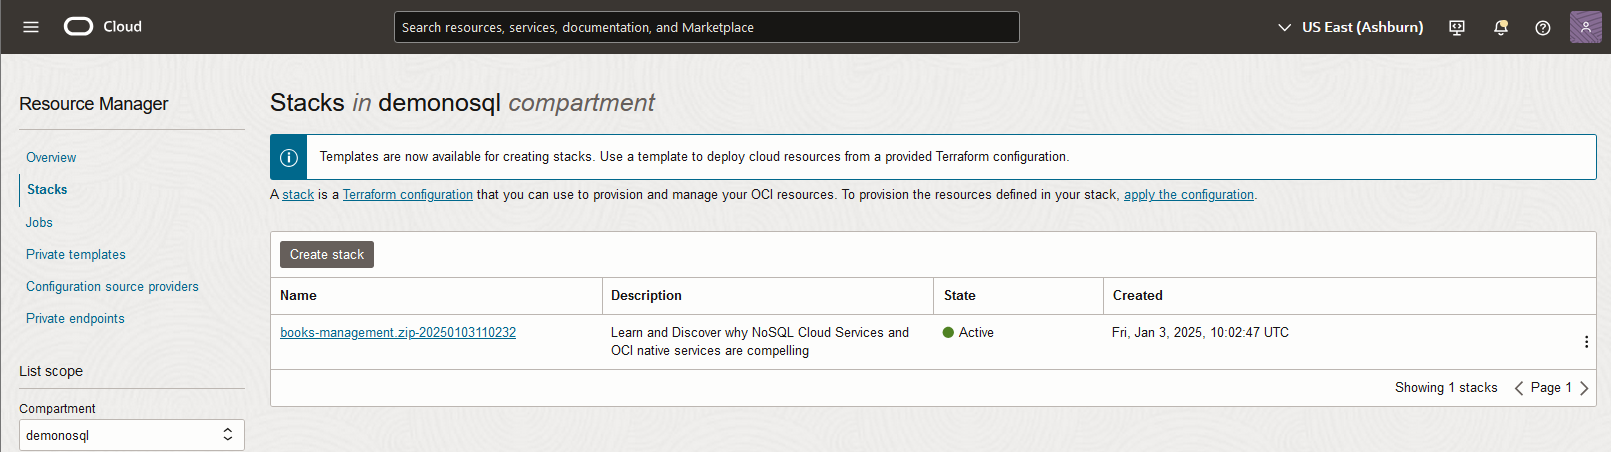 Cloud
Search resources, services, documentation, and Marketplace
US East (Ashburn)
Resource Manager
Overview
Stacks
Jobs
Private templates
Configuration source providers
Private endpoints
List scope
Compartment
demonosql
Stacks in demonosql compartment
Templates are now available for creating stacks. Use a template to deploy cloud resources from a provided Terraform configuration.
A stack is a Terraform configuration that you can use to provision and manage your OCI resources. To provision the resources defined in your stack, apply the configuration.
Create stack
Name Description State Created
books-management.zip-20250103110232
Learn and Discover why NoSQL Cloud Services and
OCI native services are compelling
Active
Fri, Jan 3, 2025, 10:02:47 UTC
Showing 1 stacks
Page 1